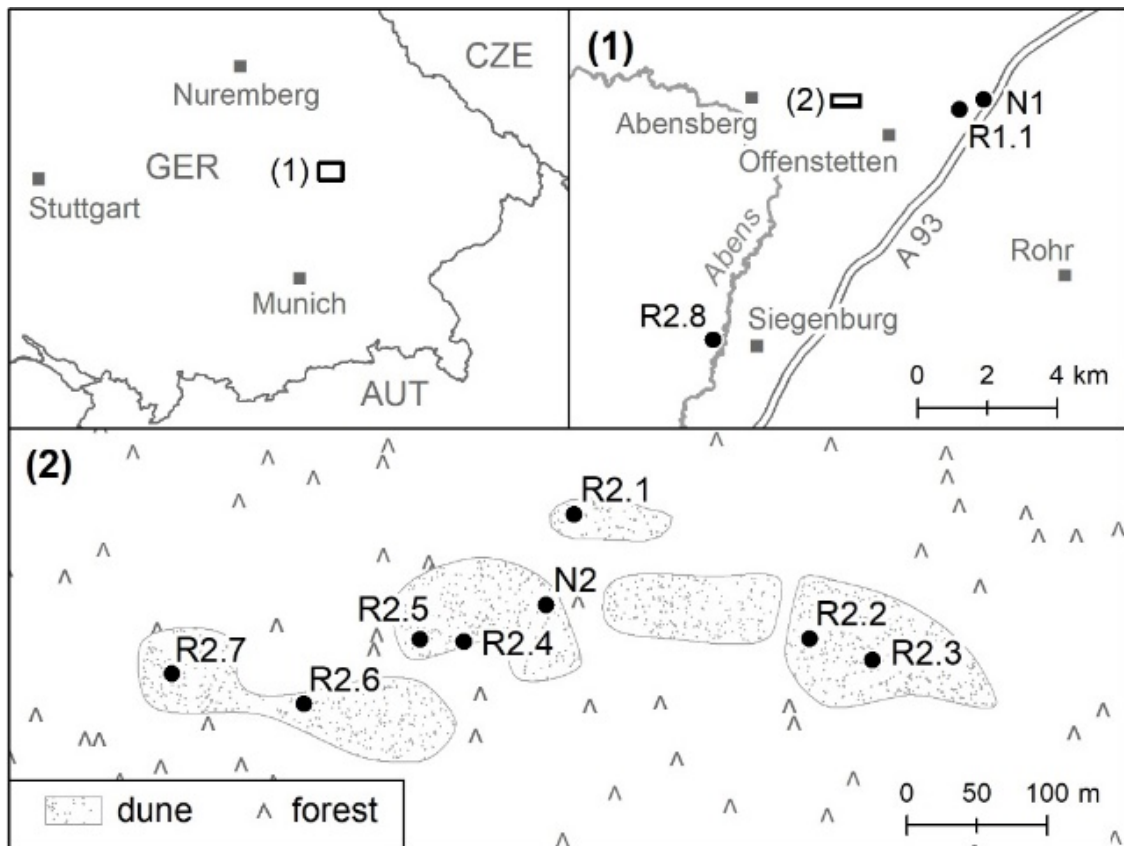 CZE
Nuremberg
GER
(1)
Stuttgart
Munich
AUT
(1)
(2)
N1
Abensberg
R1.1
Offenstetten
Abens
A 93
Rohr
R2.8
Siegenburg
0 2 4 km
(2)
R2.1
N2
R2.5
R2.4
R2.2
R2.3
R2.7
R2.6
dune
forest
0 50 100 m